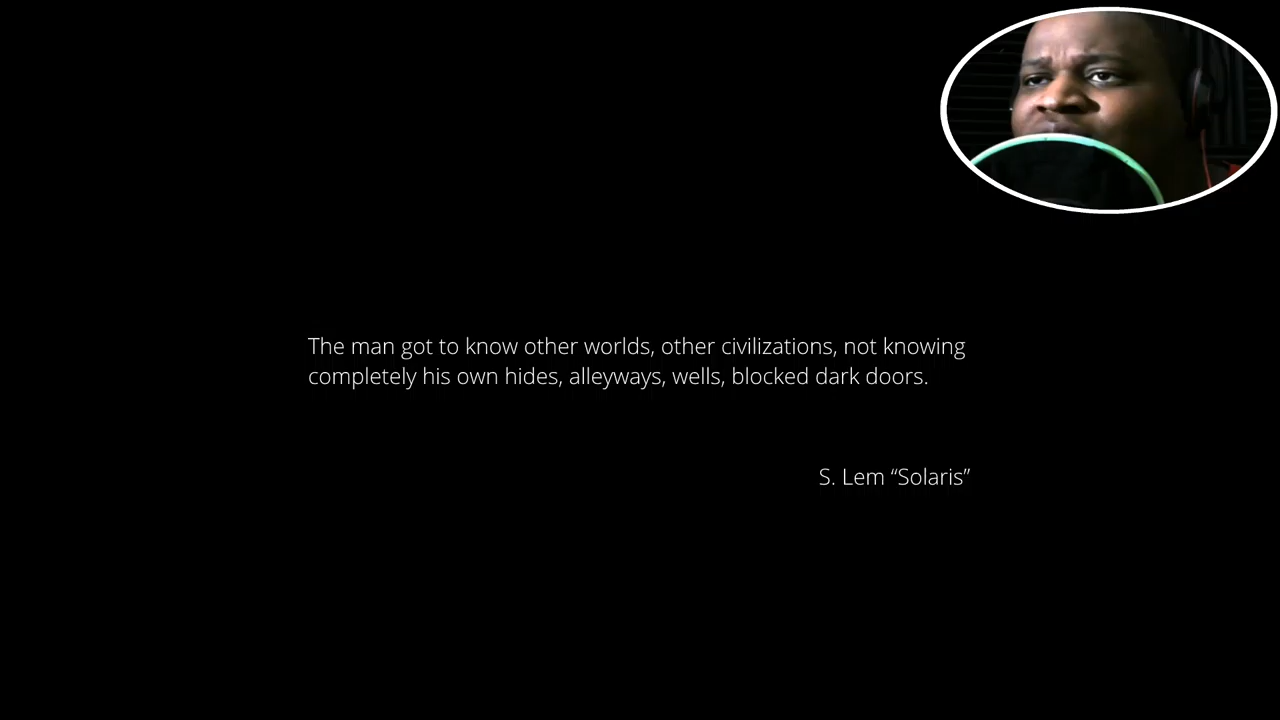 The man got to know other worlds, other civilizations, not knowing
completely his own hides, alleyways, wells, blocked dark doors.
S. Lem “Solaris”